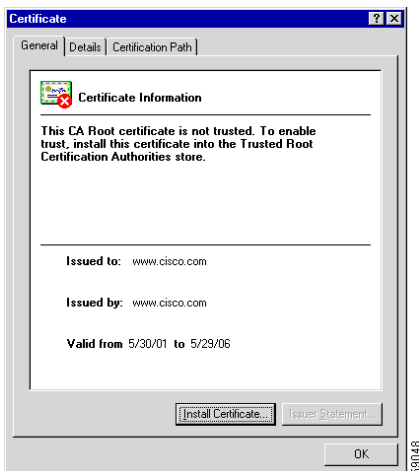 Certificate
General Details Certification Path
Certificate Information
This CA Root certificate is not trusted. To enable
trust, install this certificate into the Trusted Root
Certification Authorities store.
Issued to: www.cisco.com
Issued by: www.cisco.com
Valid from 5/30/01 to 5/29/06
Install Certificate... Issuer Statement...
OK